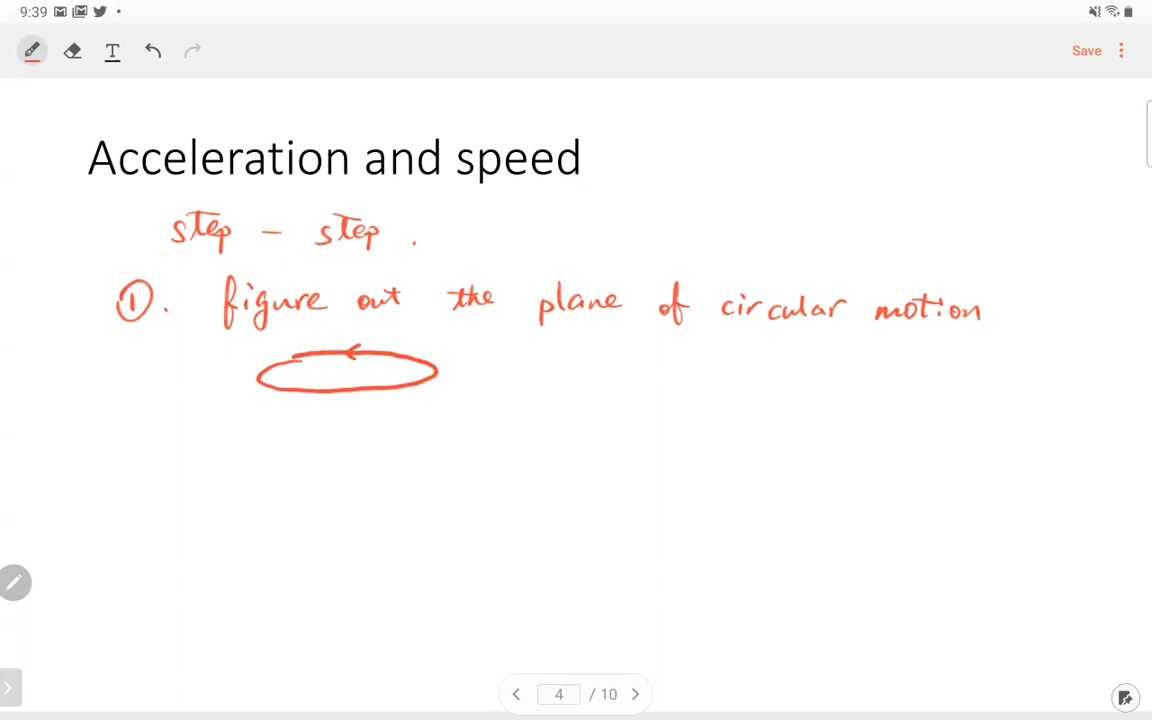 9:39
Save
Acceleration and speed
step - step .
①. figure out the plane of circular motion
4 / 10